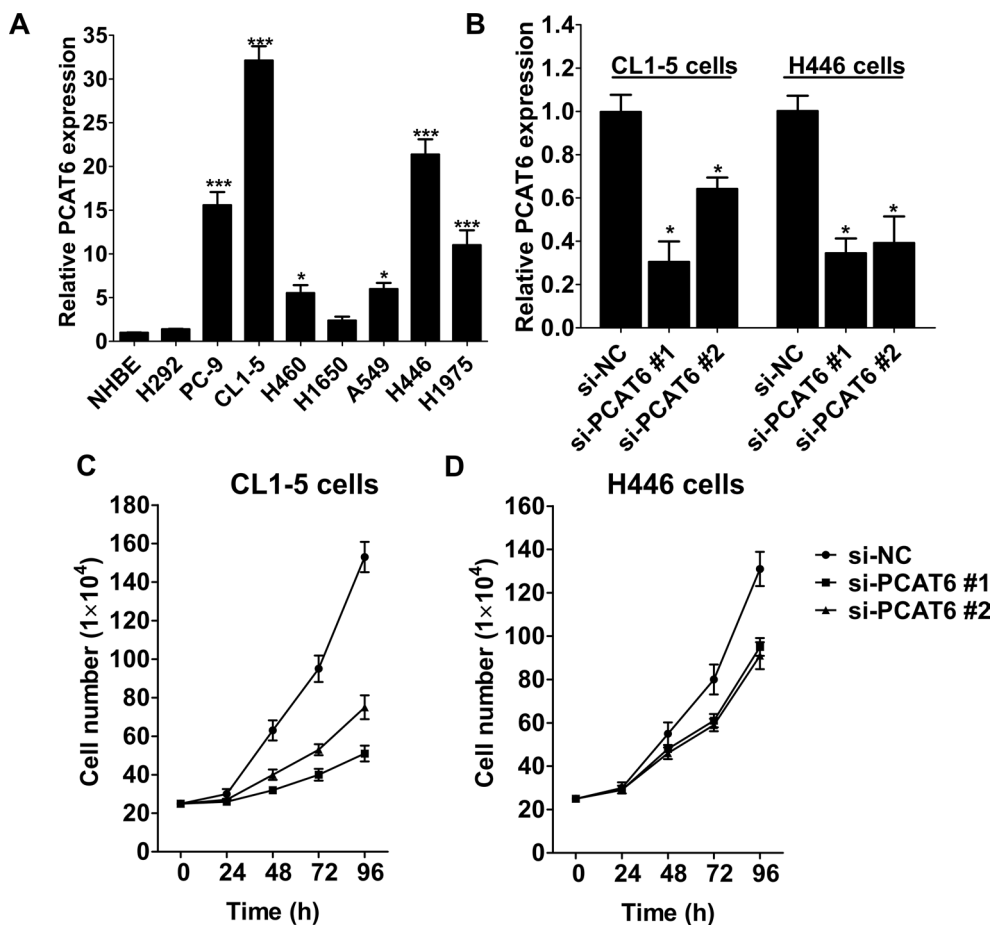 A
Relative PCAT6 expression
35
30
25
20
15
10
5
0
***
***
*
*
***
***
NHBE
H292
PC-9
CL1-5
H460
H1650
A549
H446
H1975
B
Relative PCAT6 expression
1.4
1.2
1.0
0.8
0.6
0.4
0.2
0.0
CL1-5 cells
H446 cells
*
*
*
*
si-NC
si-PCAT6 #1
si-PCAT6 #2
si-NC
si-PCAT6 #1
si-PCAT6 #2
C
CL1-5 cells
Cell number (1×10⁴)
180
160
140
120
100
80
60
40
20
0
0 24 48 72 96
Time (h)
D
H446 cells
Cell number (1×10⁴)
160
140
120
100
80
60
40
20
0
0 24 48 72 96
Time (h)
si-NC
si-PCAT6 #1
si-PCAT6 #2